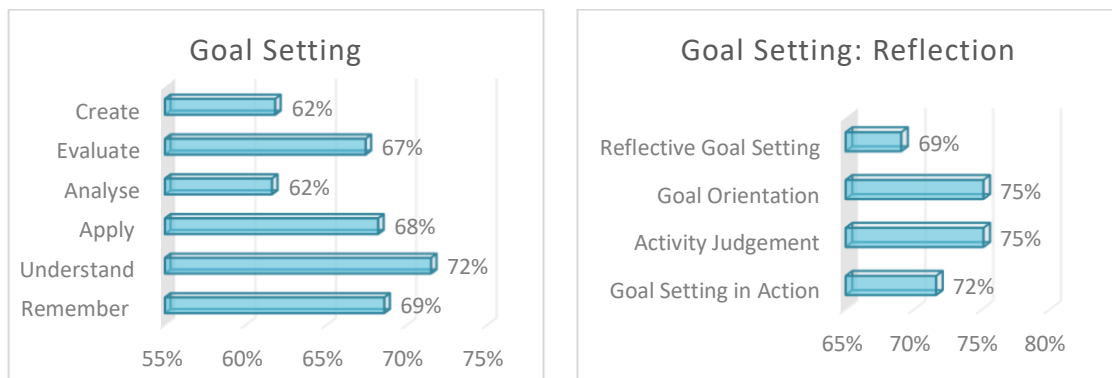 Goal Setting
Create 62%
Evaluate 67%
Analyse 62%
Apply 68%
Understand 72%
Remember 69%
55% 60% 65% 70% 75%
Goal Setting: Reflection
Reflective Goal Setting 69%
Goal Orientation 75%
Activity Judgement 75%
Goal Setting in Action 72%
65% 70% 75% 80%